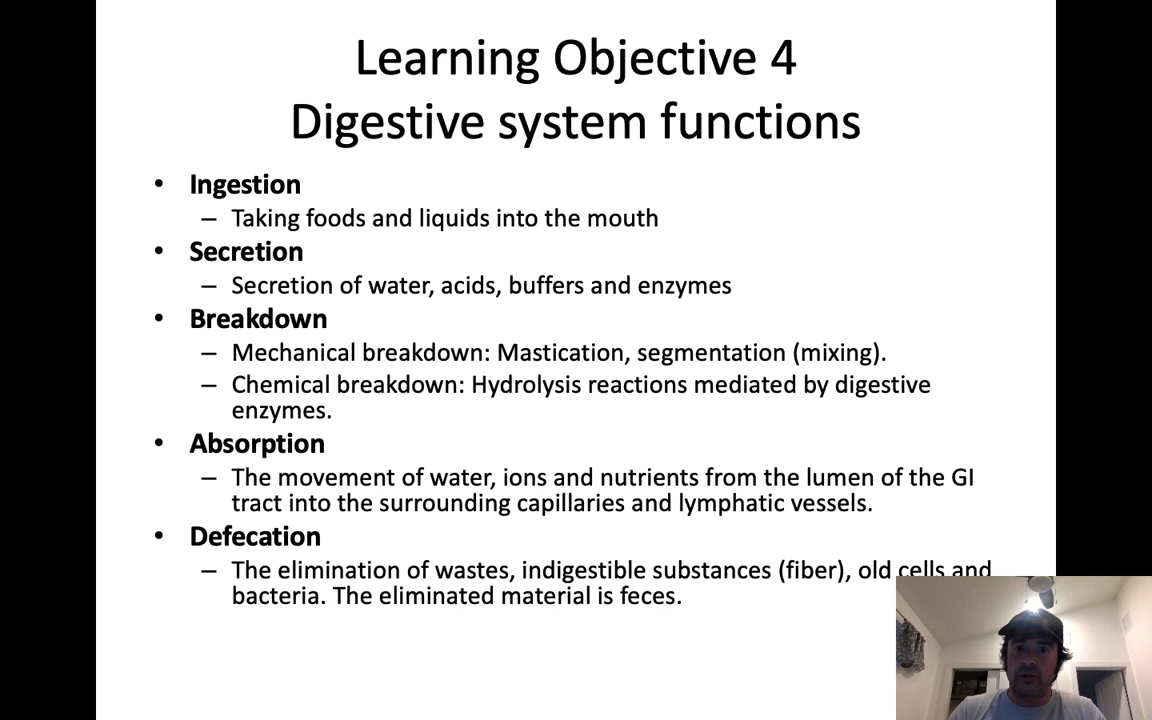 Learning Objective 4
Digestive system functions
• Ingestion
– Taking foods and liquids into the mouth
• Secretion
– Secretion of water, acids, buffers and enzymes
• Breakdown
– Mechanical breakdown: Mastication, segmentation (mixing).
– Chemical breakdown: Hydrolysis reactions mediated by digestive
enzymes.
• Absorption
– The movement of water, ions and nutrients from the lumen of the GI
tract into the surrounding capillaries and lymphatic vessels.
• Defecation
– The elimination of wastes, indigestible substances (fiber), old cells and
bacteria. The eliminated material is feces.